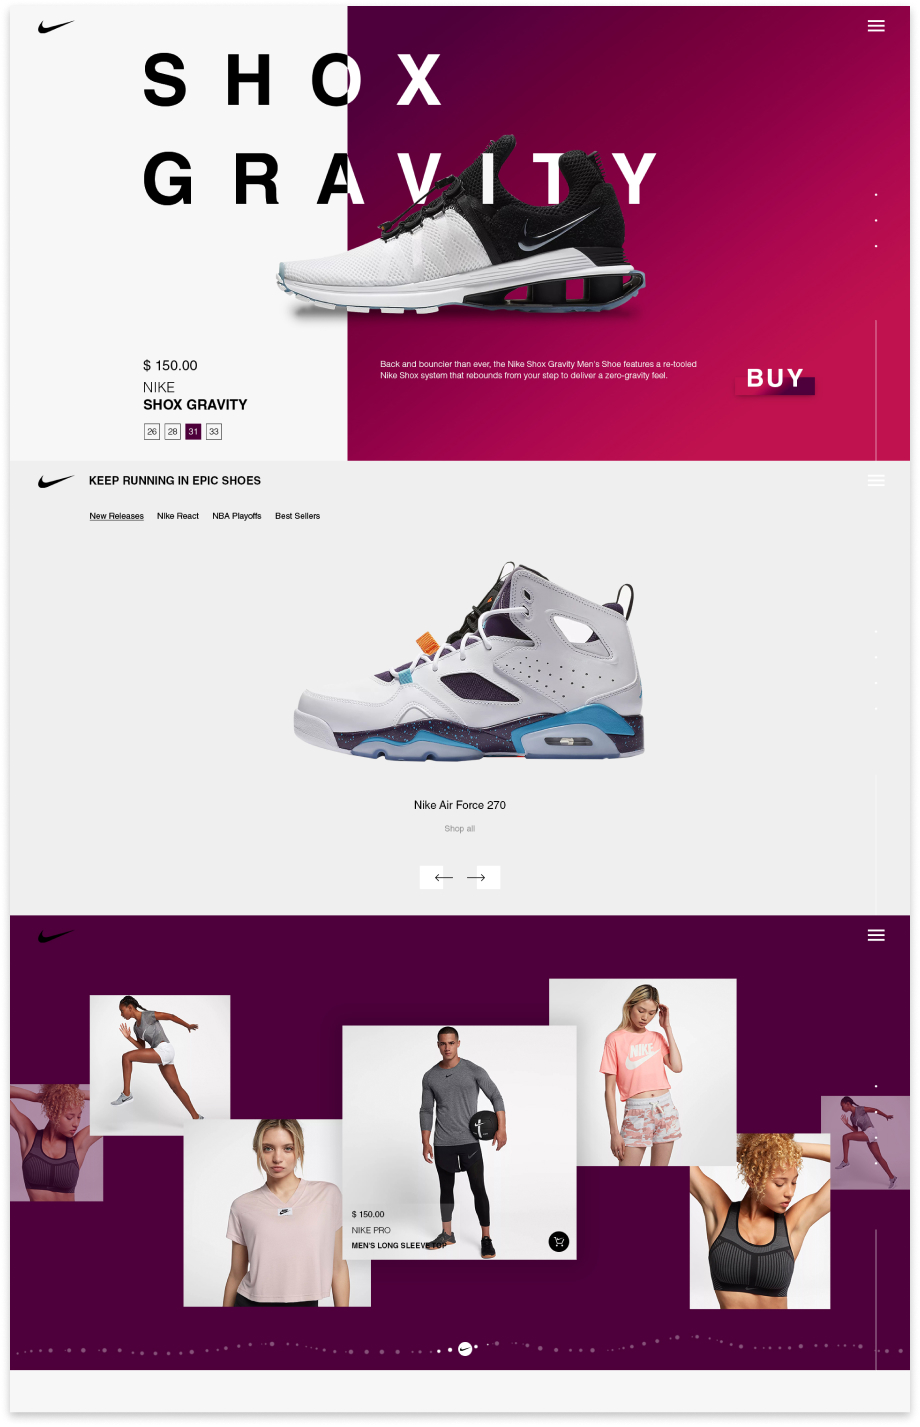 SHOX
GRAVITY
$ 150.00
NIKE
SHOX GRAVITY
26 28 31 33
Back and bouncier than ever, the Nike Shox Gravity Men's Shoe features a re-tooled
Nike Shox system that rebounds from your step to deliver a zero-gravity feel.
BUY
KEEP RUNNING IN EPIC SHOES
New Releases Nike React NBA Playoffs Best Sellers
Nike Air Force 270
Shop all
NIKE
$ 150.00
NIKE PRO
MEN'S LONG SLEEVE TOP